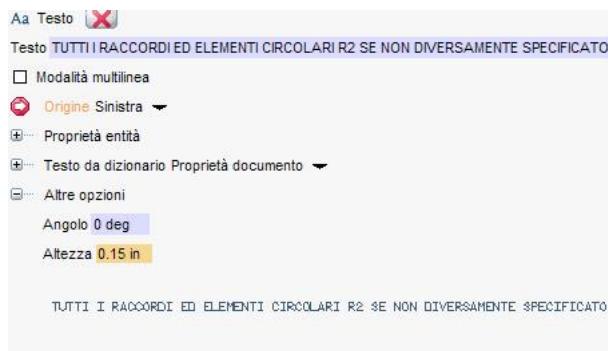 Aa Testo
Testo TUTTI I RACCORDI ED ELEMENTI CIRCOLARI R2 SE NON DIVERSAMENTE SPECIFICATO
Modalità multilinea
Origine Sinistra
Proprietà entità
Testo da dizionario Proprietà documento
Altre opzioni
Angolo 0 deg
Altezza 0.15 in
TUTTI I RACCORDI ED ELEMENTI CIRCOLARI R2 SE NON DIVERSAMENTE SPECIFICATO